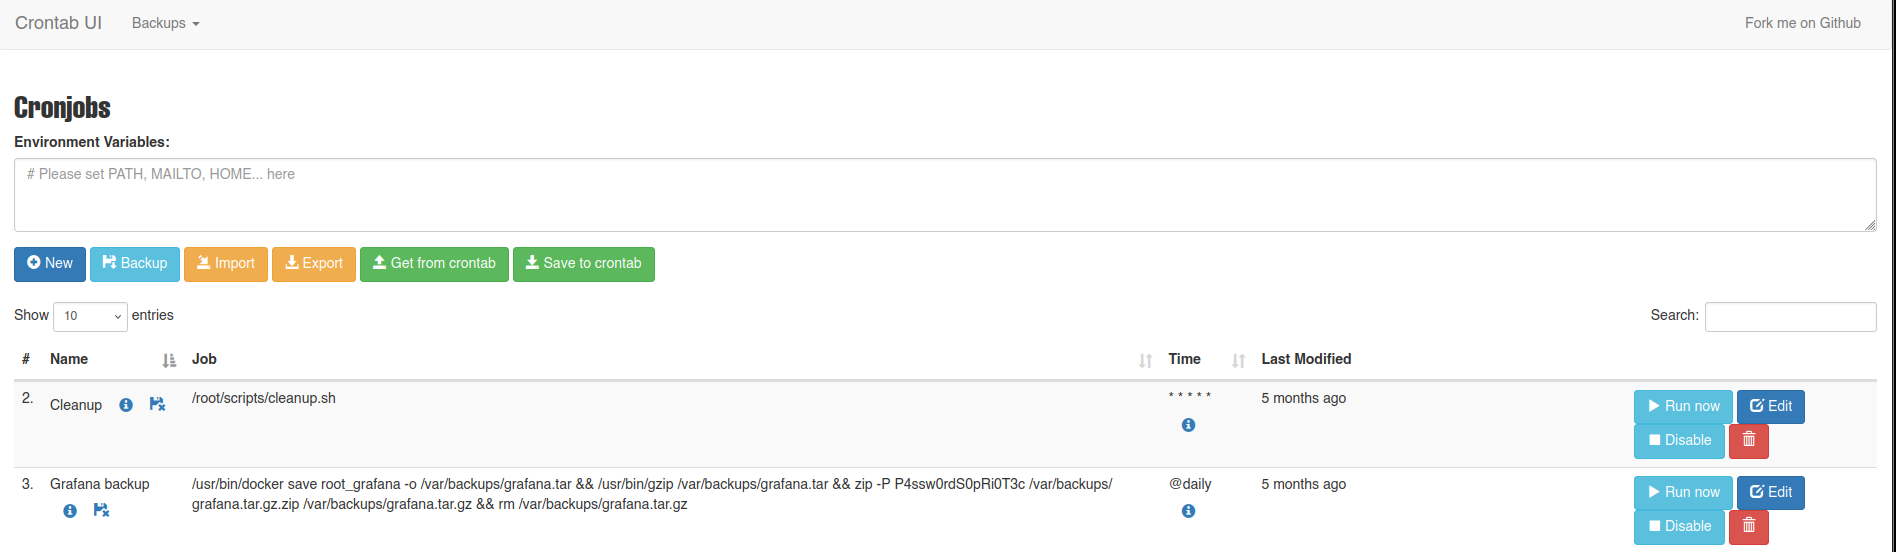 Crontab UI Backups Fork me on Github
Cronjobs
Environment Variables:
# Please set PATH, MAILTO, HOME... here
New Backup Import Export Get from crontab Save to crontab
Show 10 entries Search:
# Name Job Time Last Modified
2. Cleanup /root/scripts/cleanup.sh * * * * * 5 months ago Run now Edit
Disable
3. Grafana backup /usr/bin/docker save root_grafana -o /var/backups/grafana.tar && /usr/bin/gzip /var/backups/grafana.tar && zip -P P4ssw0rdS0pRi0T3c /var/backups/ @daily 5 months ago Run now Edit
grafana.tar.gz.zip /var/backups/grafana.tar.gz && rm /var/backups/grafana.tar.gz Disable